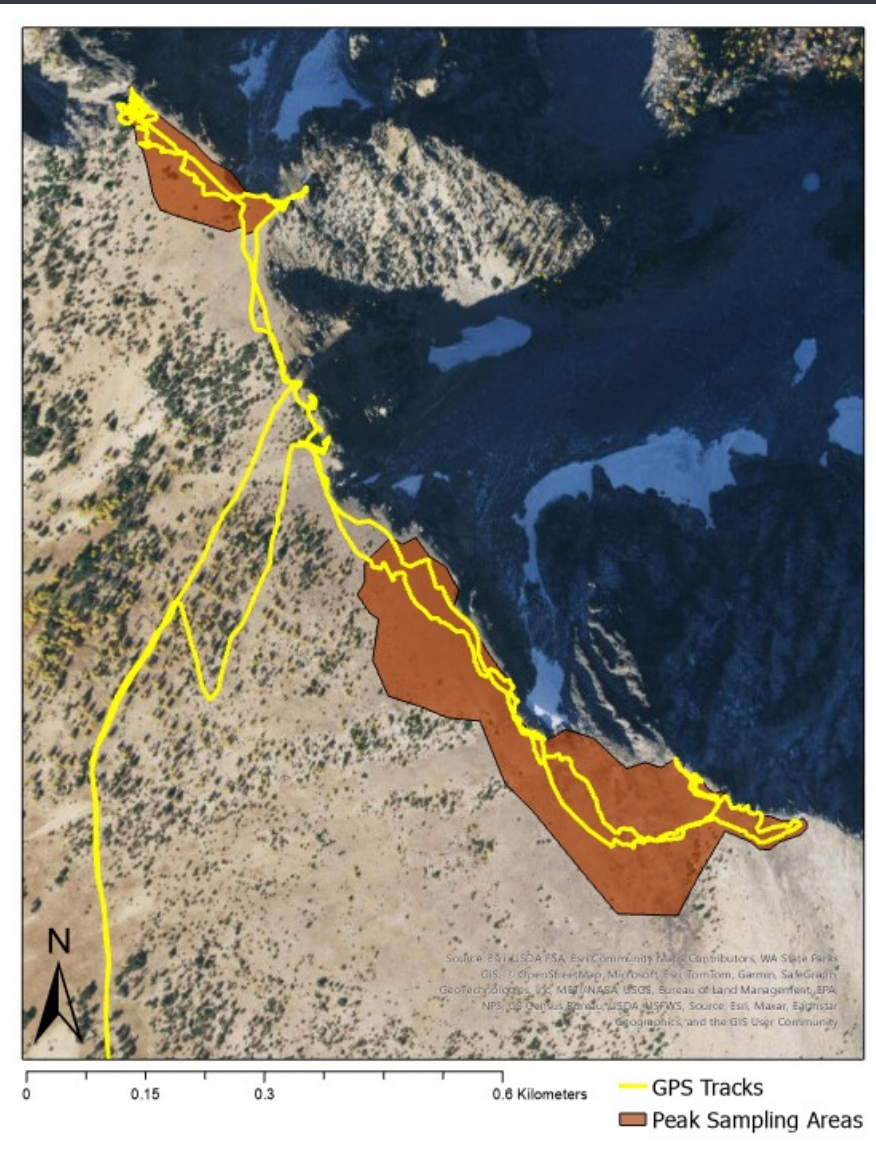 Source: Esri, USDA FSA, Esri Community Maps Contributors, WA State Parks
GIS, © OpenStreetMap, Microsoft, Esri, TomTom, Garmin, SafeGraph,
GeoTechnologies, Inc, METI/NASA, USGS, Bureau of Land Management, EPA,
NPS, US Census Bureau, USDA, USFWS, Source: Esri, Maxar, Earthstar
Geographics, and the GIS User Community
N
0 0.15 0.3 0.6 Kilometers
GPS Tracks
Peak Sampling Areas